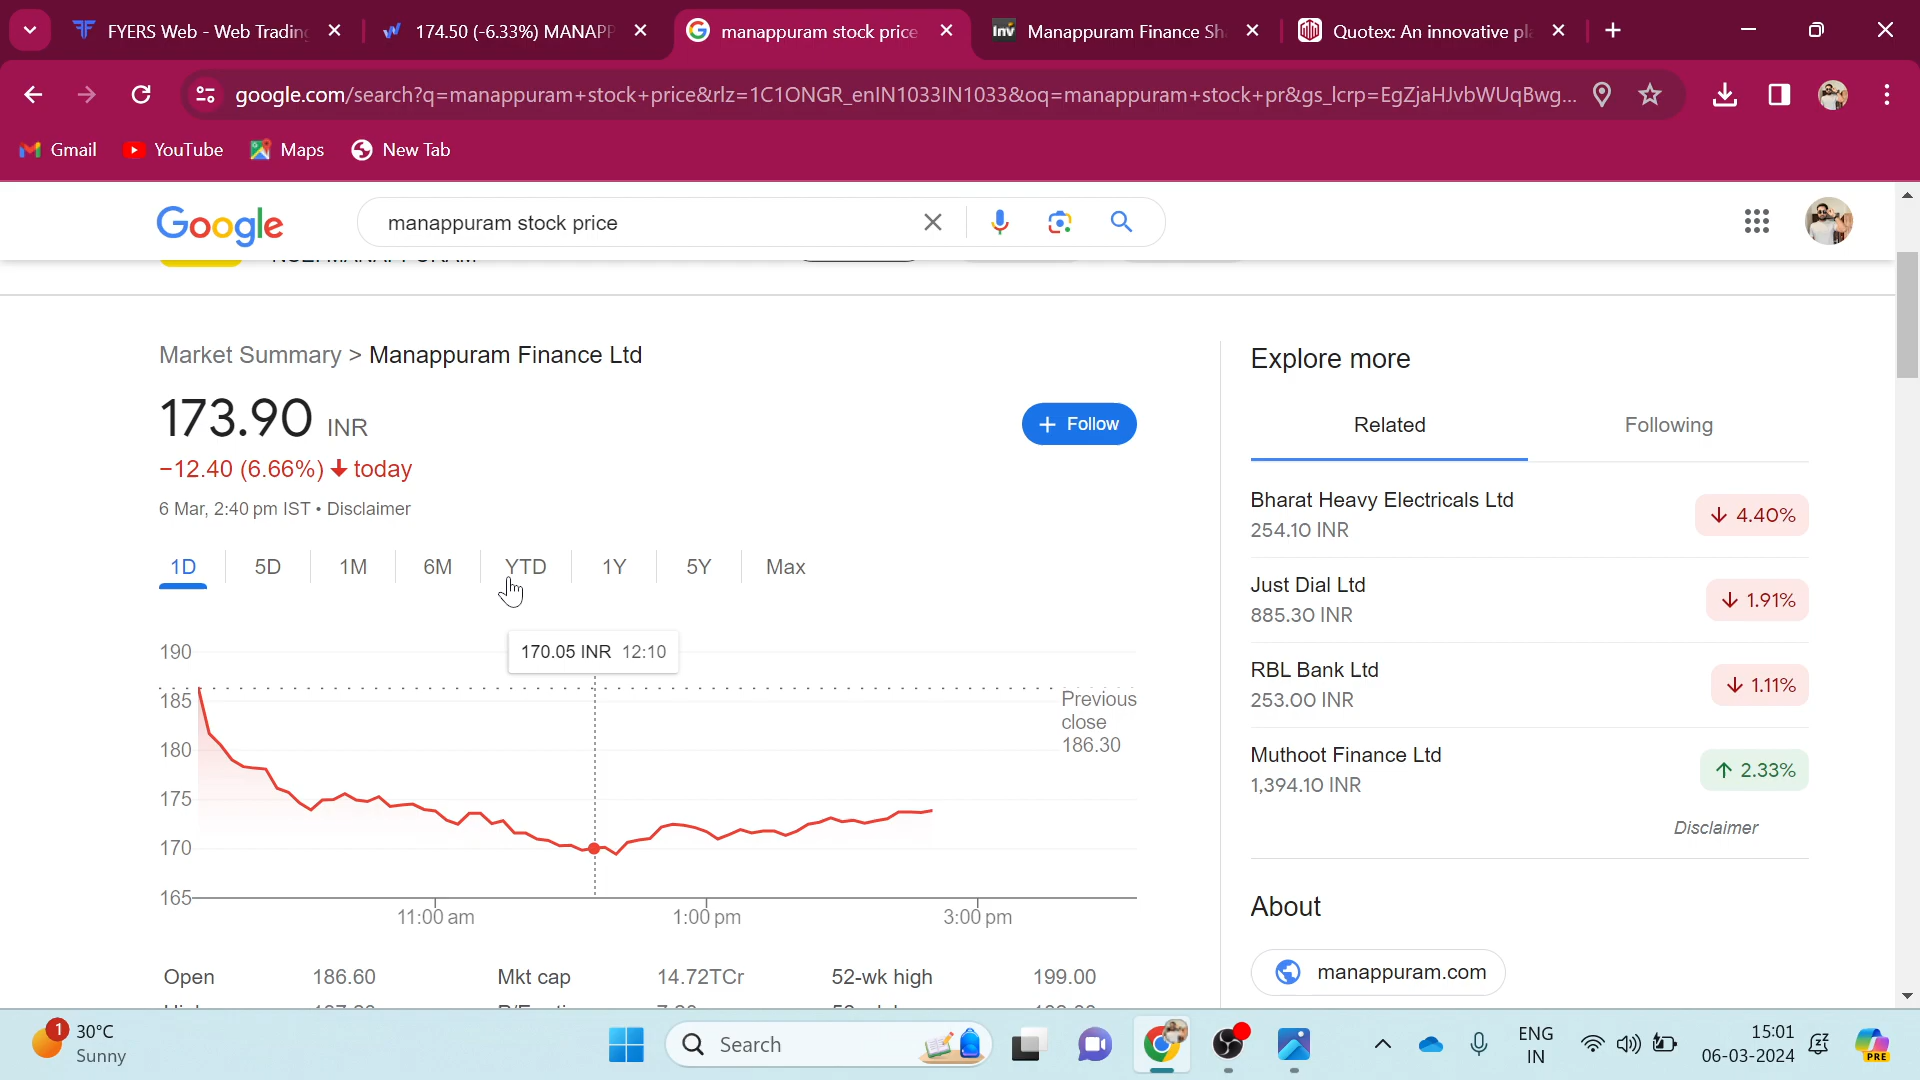 FYERS Web - Web Trading
174.50 (-6.33%) MANAPP
manappuram stock price
Manappuram Finance Sh
Quotex: An innovative pl
google.com/search?q=manappuram+stock+price&rlz=1C1ONGR_enIN1033IN1033&oq=manappuram+stock+pr&gs_lcrp=EgZjaHJvbWUqBwg...
Gmail
YouTube
Maps
New Tab
Google
manappuram stock price
Market Summary > Manappuram Finance Ltd
173.90 INR
+ Follow
−12.40 (6.66%) ↓ today
6 Mar, 2:40 pm IST • Disclaimer
1D
5D
1M
6M
YTD
1Y
5Y
Max
170.05 INR 12:10
190
185
180
175
170
165
Previous
close
186.30
11:00 am
1:00 pm
3:00 pm
Open 186.60
Mkt cap 14.72TCr
52-wk high 199.00
Explore more
Related
Following
Bharat Heavy Electricals Ltd
254.10 INR
↓ 4.40%
Just Dial Ltd
885.30 INR
↓ 1.91%
RBL Bank Ltd
253.00 INR
↓ 1.11%
Muthoot Finance Ltd
1,394.10 INR
↑ 2.33%
Disclaimer
About
manappuram.com
1
30°C
Sunny
Search
ENG
IN
15:01
06-03-2024
PRE